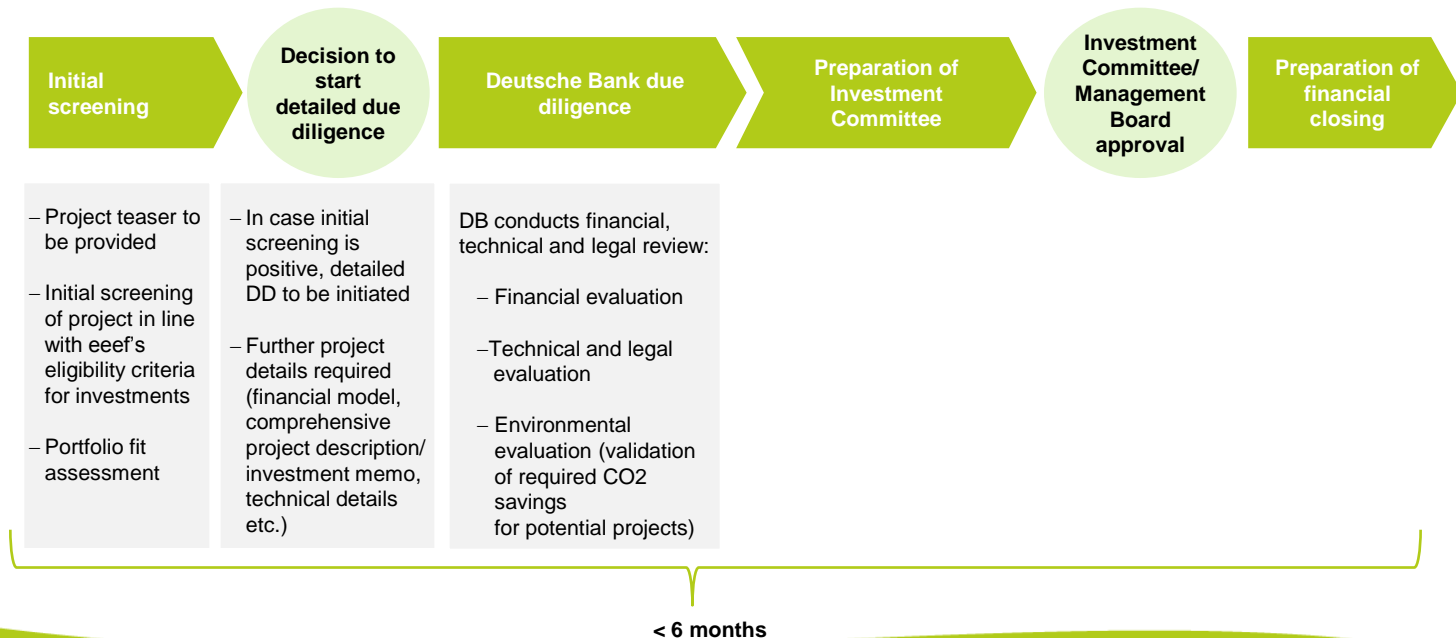 Initial
screening
Decision to
start
detailed due
diligence
Deutsche Bank due
diligence
Preparation of
Investment
Committee
Investment
Committee/
Management
Board
approval
Preparation of
financial
closing
– Project teaser to
be provided
– Initial screening
of project in line
with eeef's
eligibility criteria
for investments
– Portfolio fit
assessment
– In case initial
screening is
positive, detailed
DD to be initiated
– Further project
details required
(financial model,
comprehensive
project description/
investment memo,
technical details
etc.)
DB conducts financial,
technical and legal review:
– Financial evaluation
–Technical and legal
evaluation
– Environmental
evaluation (validation
of required CO2
savings
for potential projects)
< 6 months